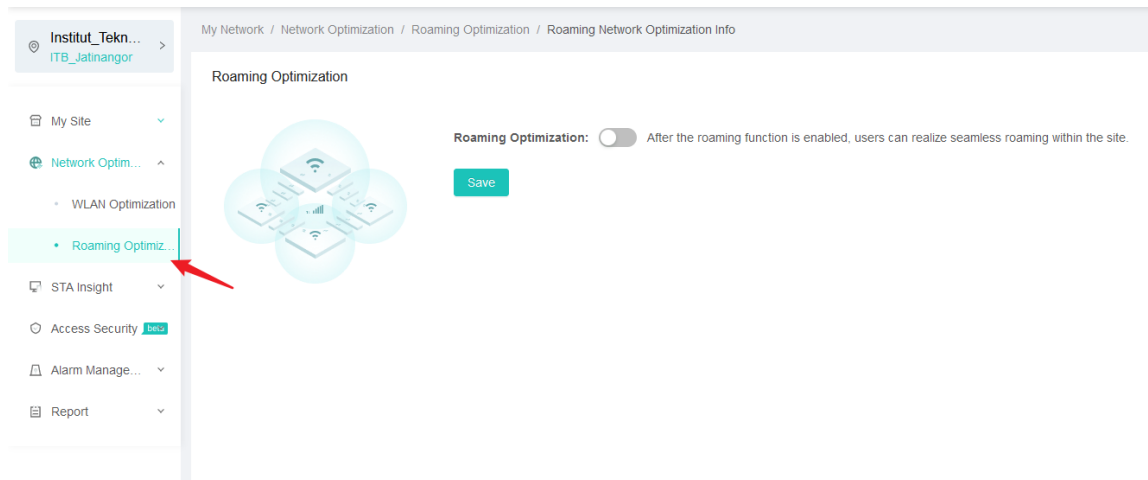 Institut_Tekn...
ITB_Jatinangor
My Site
Network Optim...
WLAN Optimization
Roaming Optimiz...
STA Insight
Access Security beta
Alarm Manage...
Report
My Network / Network Optimization / Roaming Optimization / Roaming Network Optimization Info
Roaming Optimization
Roaming Optimization: After the roaming function is enabled, users can realize seamless roaming within the site.
Save